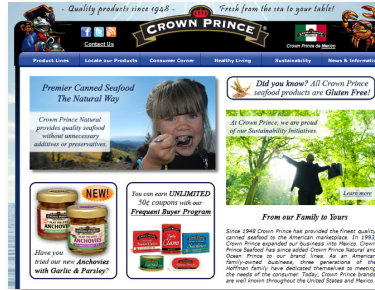 - Quality products since 1948 -
Fresh from the sea to your table!
CROWN PRINCE
Contact Us
Crown Prince de Mexico
Product Lines Locate our Products Consumer Corner Healthy Living Sustainability News & Informati
Premier Canned Seafood
The Natural Way
Crown Prince Natural
provides quality seafood
without unnecessary
additives or preservatives.
Did you know? All Crown Prince
seafood products are Gluten Free!
At Crown Prince, we are proud
of our Sustainability Initiatives.
Learn more
NEW!
ANCHOVIES
ANCHOVIES
Have you
tried our new Anchovies
with Garlic & Parsley?
You can earn UNLIMITED
50¢ coupons with our
Frequent Buyer Program
From our Family to Yours
Since 1948 Crown Prince has provided the finest quality
canned seafood to the American marketplace. In 1993,
Crown Prince expanded our business into Mexico. Crown
Prince Seafood has since added Crown Prince Natural and
Ocean Prince to our brand lines. As an American
family-owned business, three generations of the
Hoffman family have dedicated themselves to meeting
the needs of the consumer. Today, Crown Prince brands
are well known throughout the United States and Mexico.